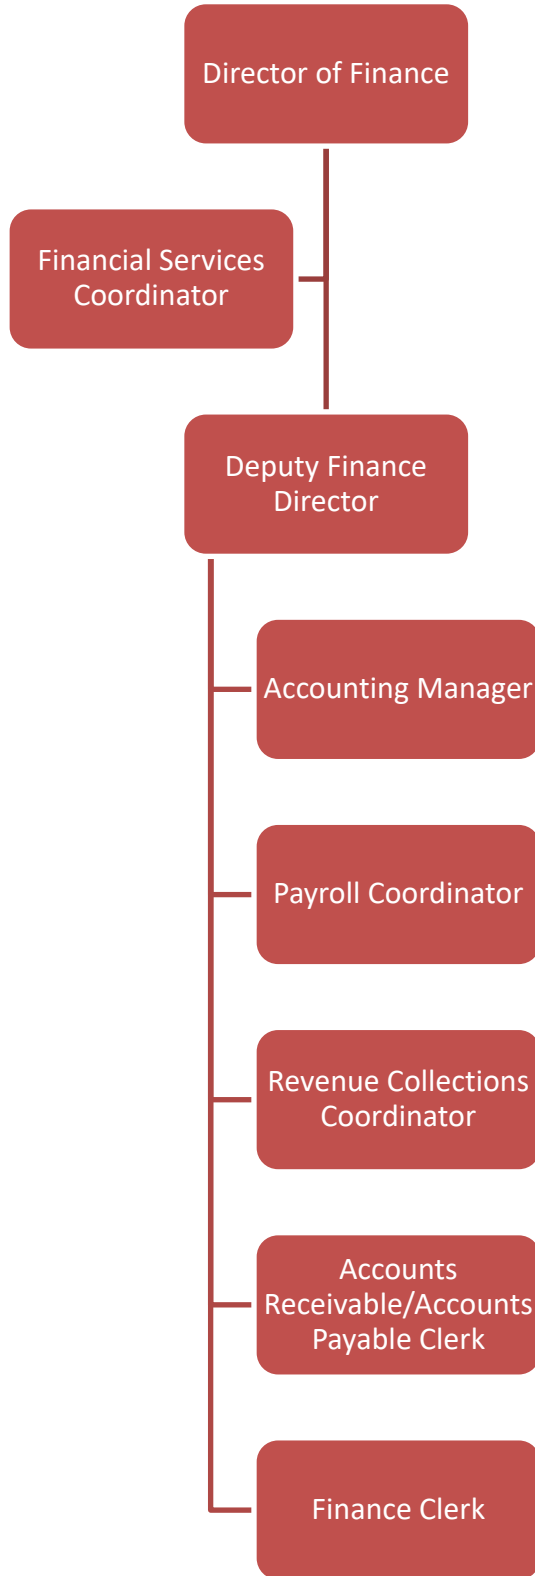 Director of Finance
Financial Services
Coordinator
Deputy Finance
Director
Accounting Manager
Payroll Coordinator
Revenue Collections
Coordinator
Accounts
Receivable/Accounts
Payable Clerk
Finance Clerk